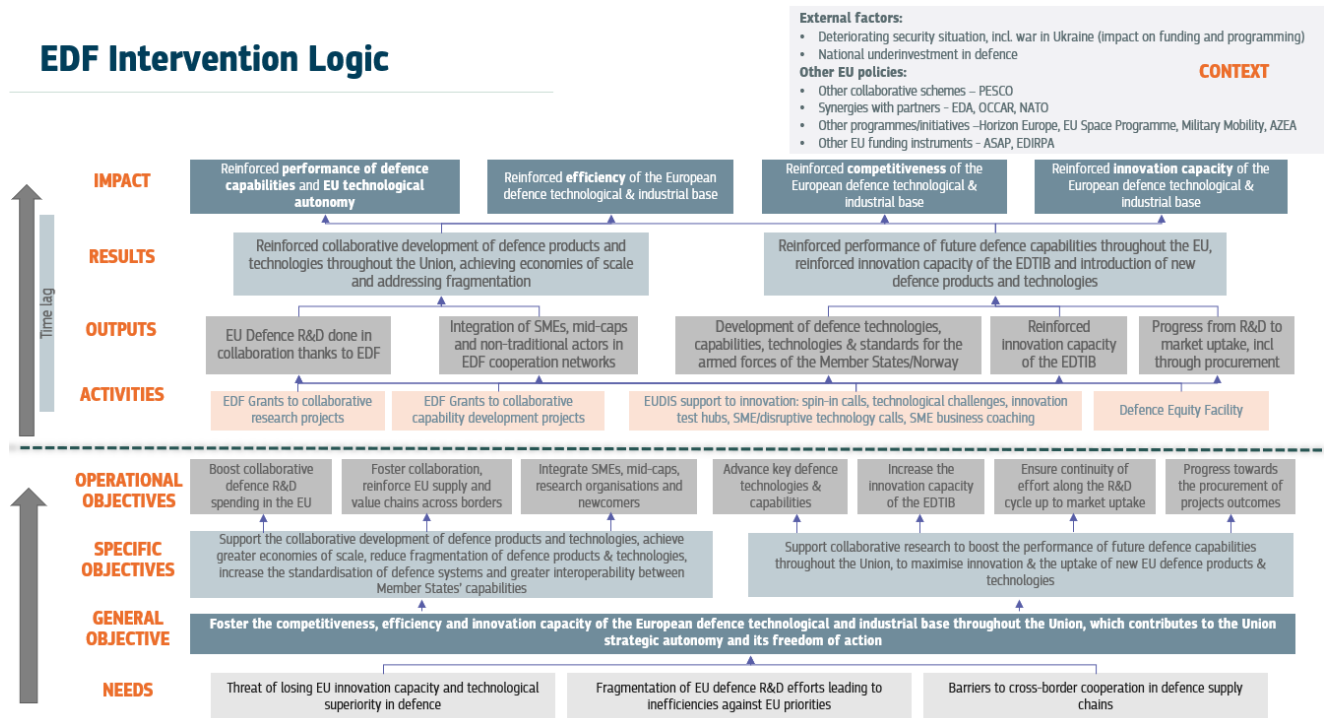 External factors:
• Deteriorating security situation, incl. war in Ukraine (impact on funding and programming)
• National underinvestment in defence
Other EU policies:
• Other collaborative schemes – PESCO
• Synergies with partners - EDA, OCCAR, NATO
• Other programmes/initiatives –Horizon Europe, EU Space Programme, Military Mobility, AZEA
• Other EU funding instruments - ASAP, EDIRPA
CONTEXT
EDF Intervention Logic
IMPACT
Reinforced performance of defence
capabilities and EU technological
autonomy
Reinforced efficiency of the European
defence technological & industrial base
Reinforced competitiveness of the
European defence technological &
industrial base
Reinforced innovation capacity of the
European defence technological &
industrial base
Time lag
RESULTS
Reinforced collaborative development of defence products and
technologies throughout the Union, achieving economies of scale
and addressing fragmentation
Reinforced performance of future defence capabilities throughout the EU,
reinforced innovation capacity of the EDTIB and introduction of new
defence products and technologies
OUTPUTS
EU Defence R&D done in
collaboration thanks to EDF
Integration of SMEs, mid-caps
and non-traditional actors in
EDF cooperation networks
Development of defence technologies,
capabilities, technologies & standards for the
armed forces of the Member States/Norway
Reinforced
innovation capacity
of the EDTIB
Progress from R&D to
market uptake, incl
through procurement
ACTIVITIES
EDF Grants to collaborative
research projects
EDF Grants to collaborative
capability development projects
EUDIS support to innovation: spin-in calls, technological challenges, innovation
test hubs, SME/disruptive technology calls, SME business coaching
Defence Equity Facility
OPERATIONAL
OBJECTIVES
Boost collaborative
defence R&D
spending in the EU
Foster collaboration,
reinforce EU supply and
value chains across borders
Integrate SMEs, mid-caps,
research organisations and
newcomers
Advance key defence
technologies &
capabilities
Increase the
innovation capacity
of the EDTIB
Ensure continuity of
effort along the R&D
cycle up to market uptake
Progress towards
the procurement of
projects outcomes
SPECIFIC
OBJECTIVES
Support the collaborative development of defence products and technologies, achieve
greater economies of scale, reduce fragmentation of defence products & technologies,
increase the standardisation of defence systems and greater interoperability between
Member States' capabilities
Support collaborative research to boost the performance of future defence capabilities
throughout the Union, to maximise innovation & the uptake of new EU defence products &
technologies
GENERAL
OBJECTIVE
Foster the competitiveness, efficiency and innovation capacity of the European defence technological and industrial base throughout the Union, which contributes to the Union
strategic autonomy and its freedom of action
NEEDS
Threat of losing EU innovation capacity and technological
superiority in defence
Fragmentation of EU defence R&D efforts leading to
inefficiencies against EU priorities
Barriers to cross-border cooperation in defence supply
chains